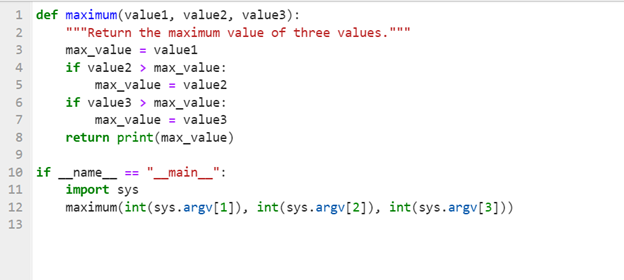 1 def maximum(value1, value2, value3):
2     """Return the maximum value of three values."""
3     max_value = value1
4     if value2 > max_value:
5         max_value = value2
6     if value3 > max_value:
7         max_value = value3
8     return print(max_value)
9
10 if __name__ == "__main__":
11     import sys
12     maximum(int(sys.argv[1]), int(sys.argv[2]), int(sys.argv[3]))
13